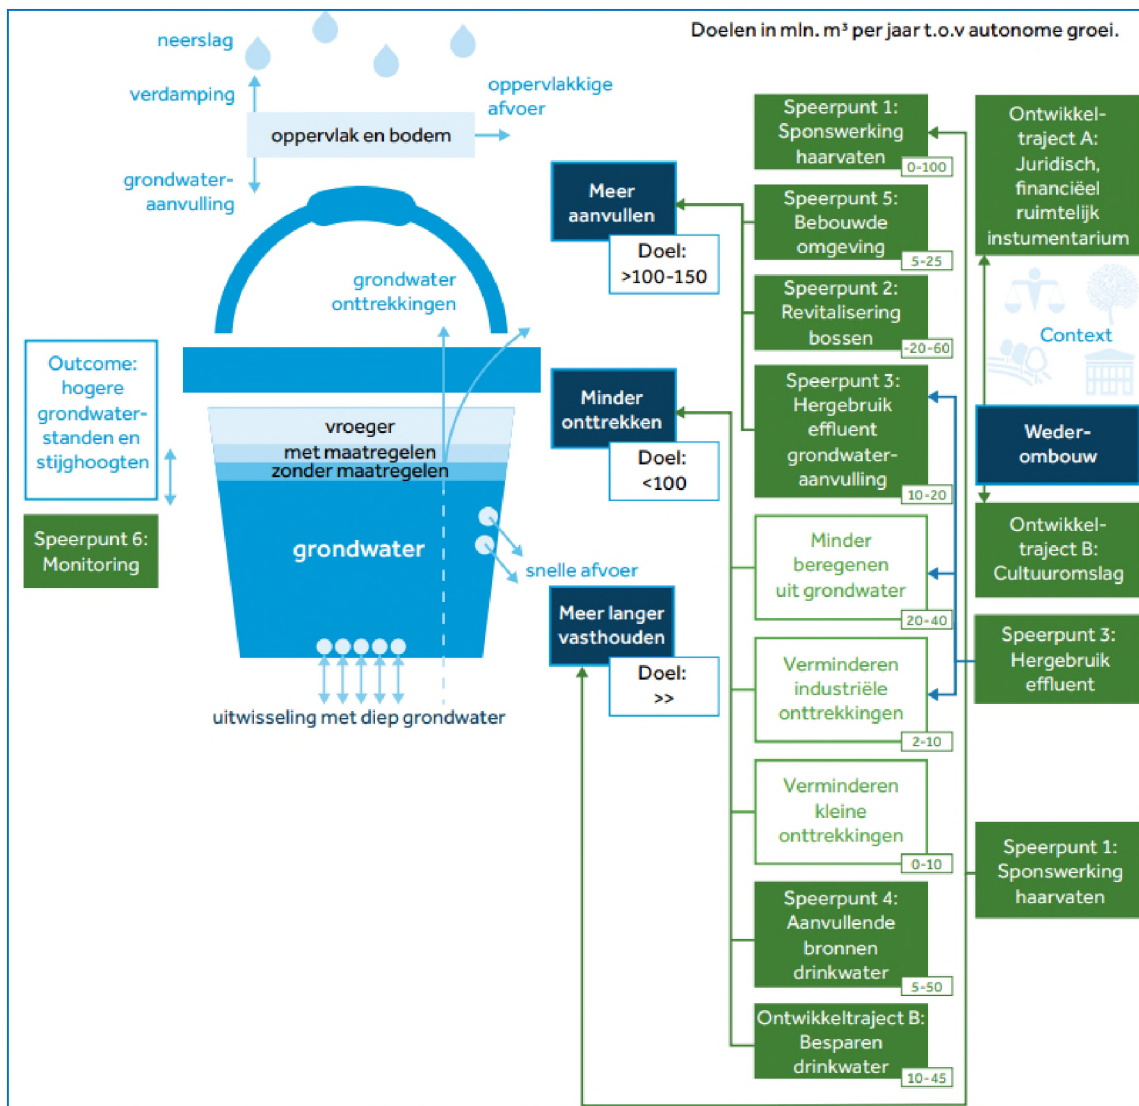 Doelen in mln. m³ per jaar t.o.v autonome groei.
neerslag
verdamping
oppervlakkige
afvoer
oppervlak en bodem
grondwater-
aanvulling
grondwater
onttrekkingen
Outcome:
hogere
grondwater-
standen en
stijghoogten
Speerpunt 6:
Monitoring
vroeger
met maatregelen
zonder maatregelen
grondwater
snelle afvoer
uitwisseling met diep grondwater
Meer
aanvullen
Doel:
>100-150
Minder
onttrekken
Doel:
<100
Meer langer
vasthouden
Doel:
>>
Speerpunt 1:
Sponswerking
haarvaten
0-100
Speerpunt 5:
Bebouwde
omgeving
5-25
Speerpunt 2:
Revitalisering
bossen
-20-60
Speerpunt 3:
Hergebruik
effluent
grondwater-
aanvulling
10-20
Minder
beregenen
uit grondwater
20-40
Verminderen
industriële
onttrekkingen
2-10
Verminderen
kleine
onttrekkingen
0-10
Speerpunt 4:
Aanvullende
bronnen
drinkwater
5-50
Ontwikkeltraject B:
Besparen
drinkwater
10-45
Ontwikkel-
traject A:
Juridisch,
financiëel
ruimtelijk
instumentarium
Context
Weder-
ombouw
Ontwikkel-
traject B:
Cultuuromslag
Speerpunt 3:
Hergebruik
effluent
Speerpunt 1:
Sponswerking
haarvaten